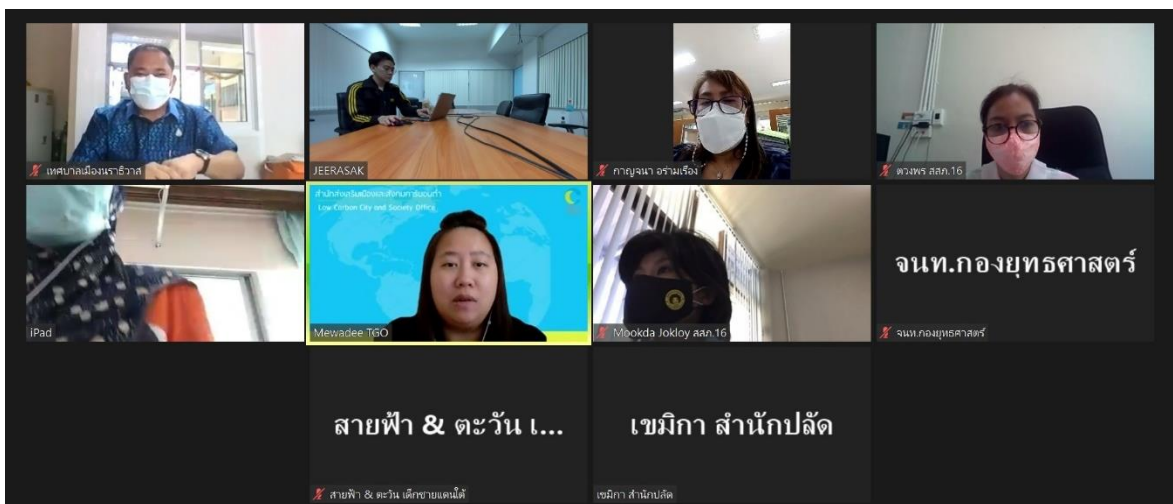 เทศบาลเมืองนราธิวาส
JEERASAK
กาญจนา อร่ามเรือง
ดวงพร สสภ.16
iPad
สำนักส่งเสริมเมืองและสังคมคาร์บอนต่ำ
Low Carbon City and Society Office
Mewadee TGO
Mookda Jokloy สสภ.16
จนท.กองยุทธศาสตร์
จนท.กองยุทธศาสตร์
สายฟ้า & ตะวัน เ...
สายฟ้า & ตะวัน เด็กชายแดนใต้
เขมิกา สำนักปลัด
เขมิกา สำนักปลัด